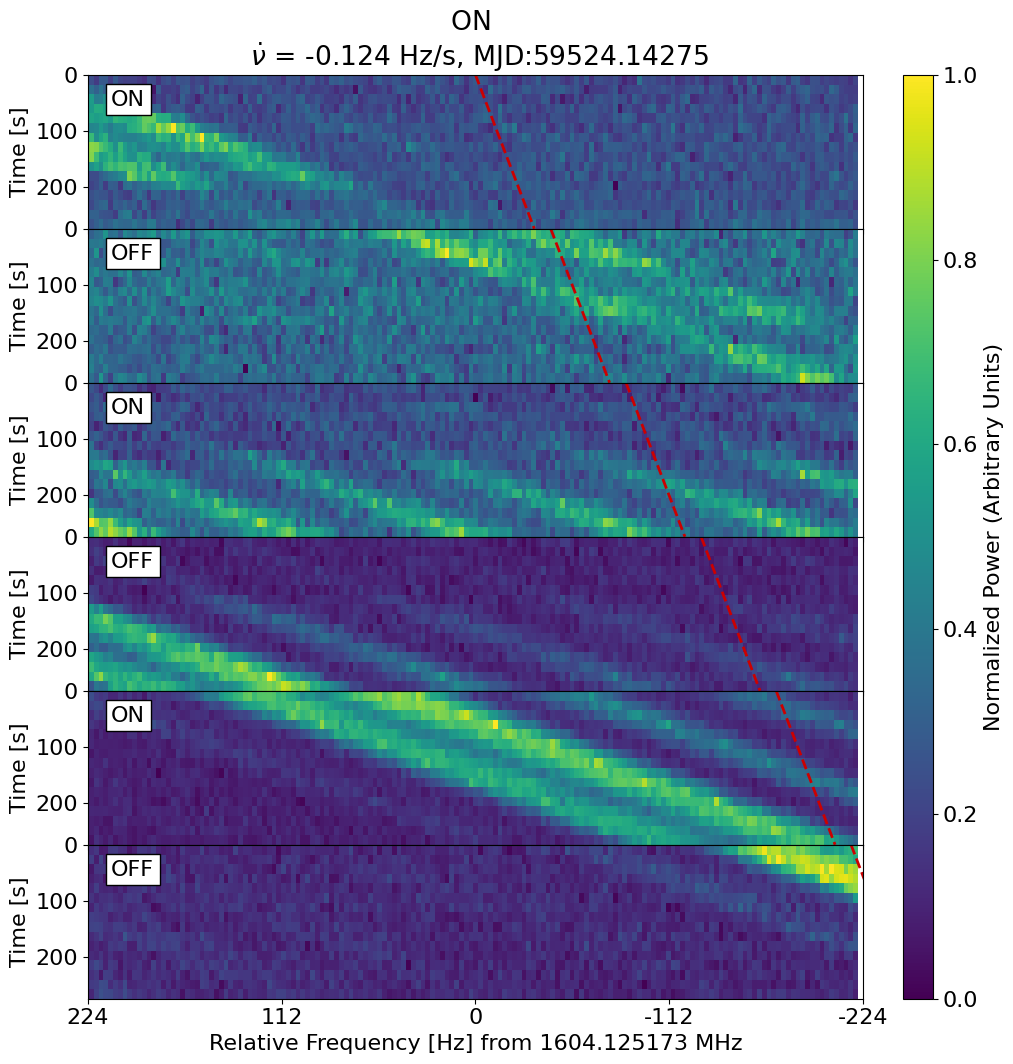 ON
ν̇ = -0.124 Hz/s, MJD:59524.14275
0
ON
Time [s]
100
200
0
OFF
Time [s]
100
200
0
ON
Time [s]
100
200
0
OFF
Time [s]
100
200
0
ON
Time [s]
100
200
0
OFF
Time [s]
100
200
224 112 0 -112 -224
Relative Frequency [Hz] from 1604.125173 MHz
1.0
0.8
0.6
0.4
0.2
0.0
Normalized Power (Arbitrary Units)